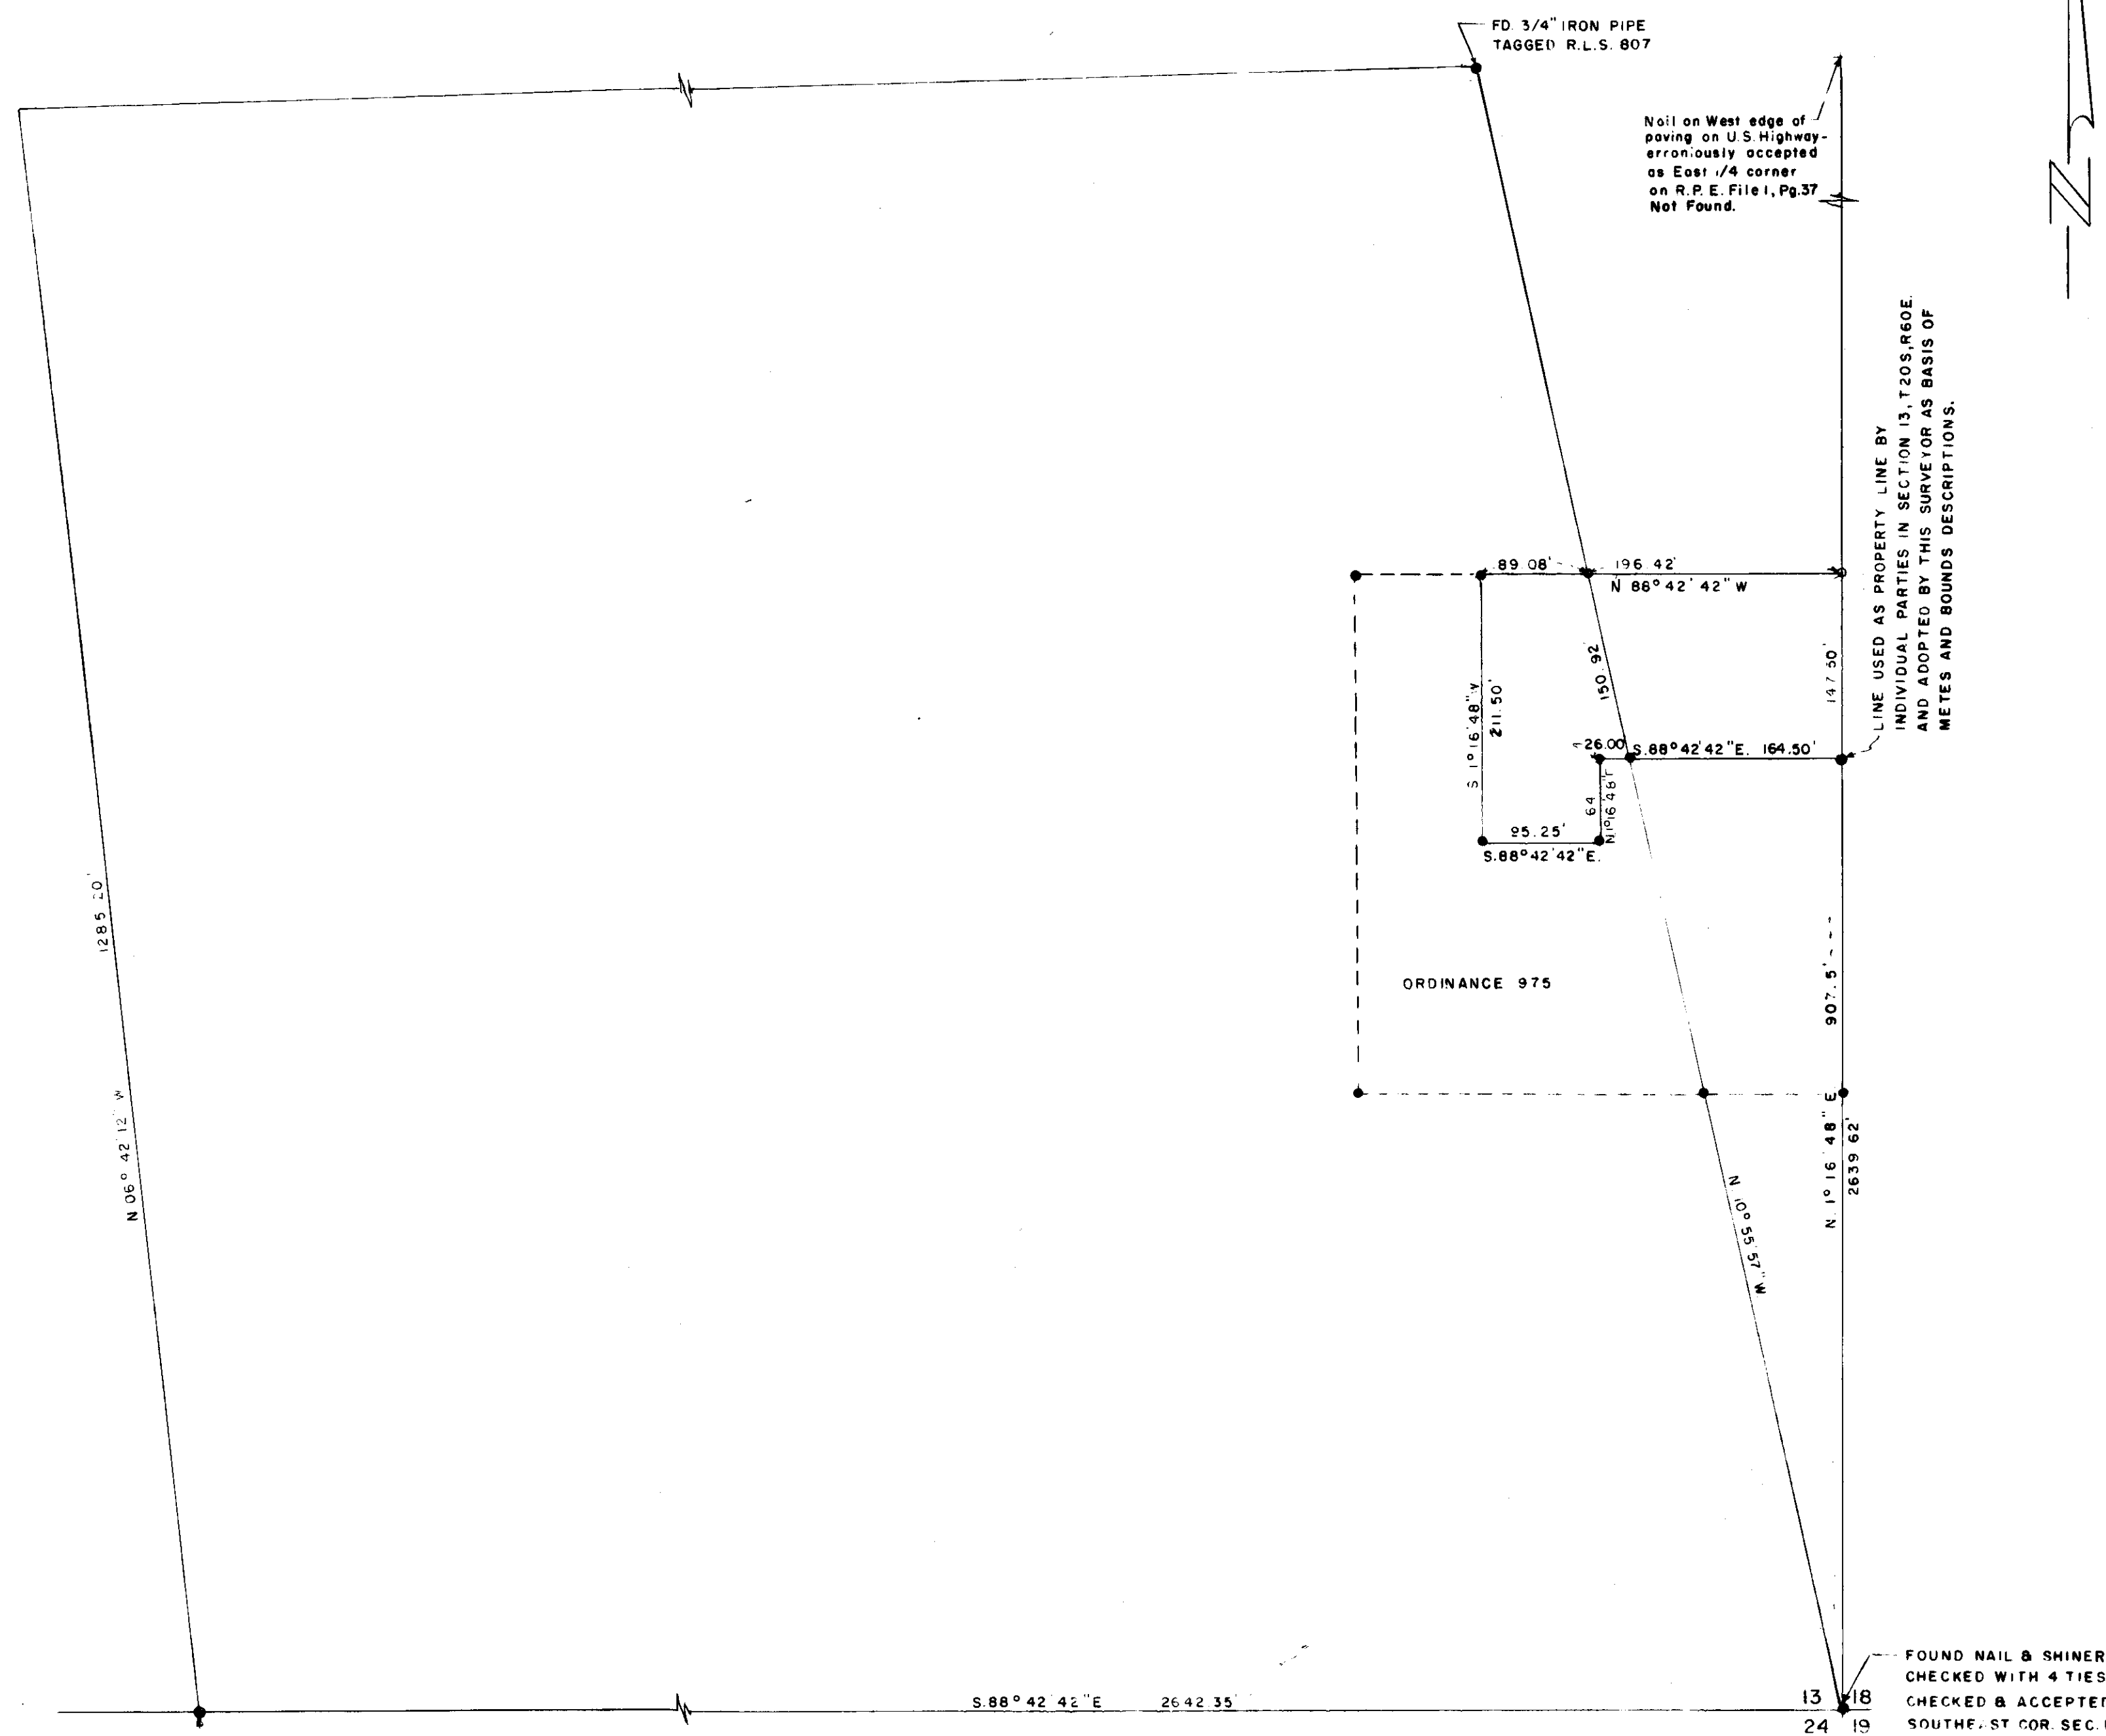 FD. 3/4" IRON PIPE
TAGGED R.L.S. 807
Nail on West edge of
paving on U.S. Highway-
erroniously accepted
as East 1/4 corner
on R.P.E. File 1, Pg.37
Not Found.
N
LINE USED AS PROPERTY LINE BY
INDIVIDUAL PARTIES IN SECTION 13, T20S, R60E.
AND ADOPTED BY THIS SURVEYOR AS BASIS OF
METES AND BOUNDS DESCRIPTIONS.
89.08'
196.42'
N 88° 42' 42" W
150.92'
147.50'
S 1° 16' 48" W
211.50'
26.00
S.88° 42' 42" E. 164.50'
64
N 1° 16' 48"
95.25'
S.88° 42' 42" E.
1285.20'
N 06° 42' 12" W
ORDINANCE 975
907.5'
N. 1° 16' 48" E
2639.62'
N. 10° 55' 57" W
S.88° 42' 42" E 2642.35'
13 18
24 19
FOUND NAIL & SHINER
CHECKED WITH 4 TIES
CHECKED & ACCEPTED
SOUTHEAST COR. SEC.